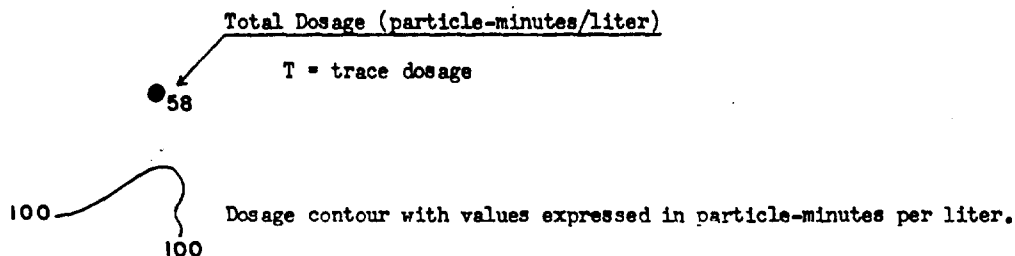 Total Dosage (particle-minutes/liter)
T = trace dosage
58
100
Dosage contour with values expressed in particle-minutes per liter.
100